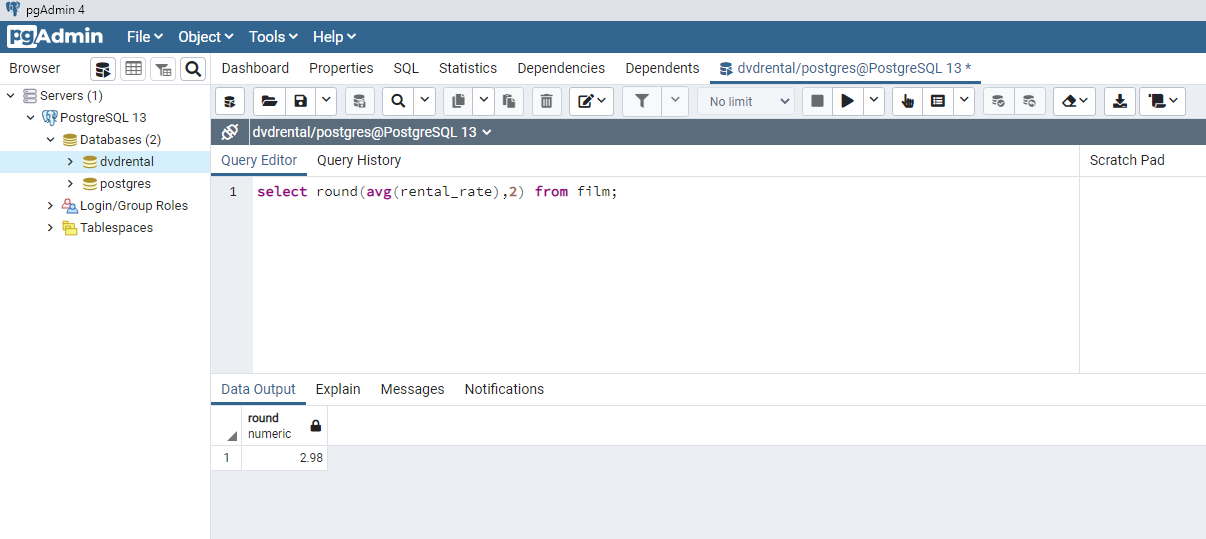 pgAdmin 4
pgAdmin File Object Tools Help
Browser
Dashboard Properties SQL Statistics Dependencies Dependents dvdrental/postgres@PostgreSQL 13 *
Servers (1)
PostgreSQL 13
Databases (2)
dvdrental
postgres
Login/Group Roles
Tablespaces
No limit
dvdrental/postgres@PostgreSQL 13
Query Editor Query History
Scratch Pad
1 select round(avg(rental_rate),2) from film;
Data Output Explain Messages Notifications
round
numeric
1 2.98